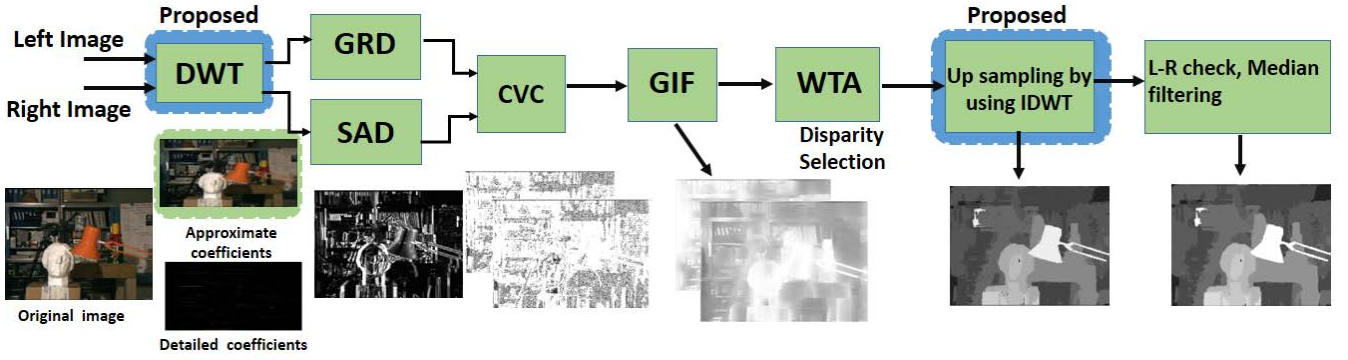 Proposed
Left Image
Right Image
DWT
GRD
SAD
CVC
GIF
WTA
Disparity
Selection
Proposed
Up sampling by
using IDWT
L-R check, Median
filtering
Original image
Approximate
coefficients
Detailed coefficients